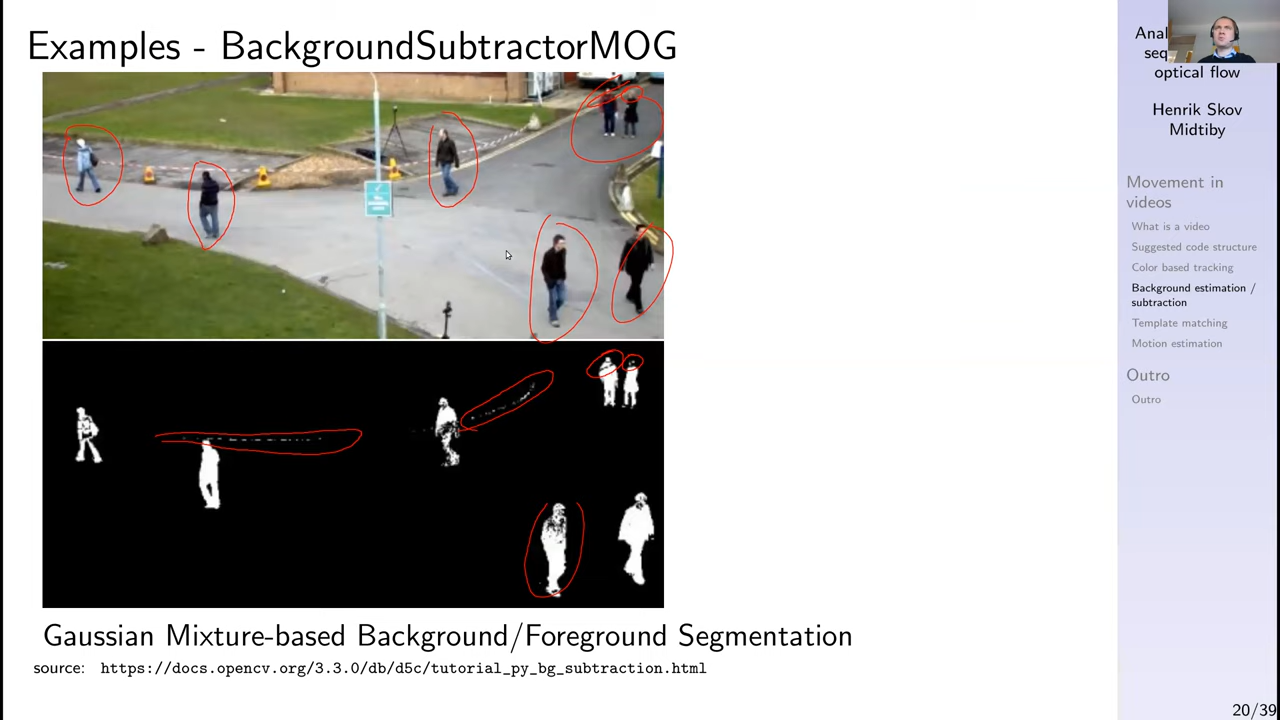 Examples - BackgroundSubtractorMOG
Gaussian Mixture-based Background/Foreground Segmentation
source: https://docs.opencv.org/3.3.0/db/d5c/tutorial_py_bg_subtraction.html
Anal
seq
optical flow
Henrik Skov
Midtiby
Movement in
videos
What is a video
Suggested code structure
Color based tracking
Background estimation /
subtraction
Template matching
Motion estimation
Outro
Outro
20/39